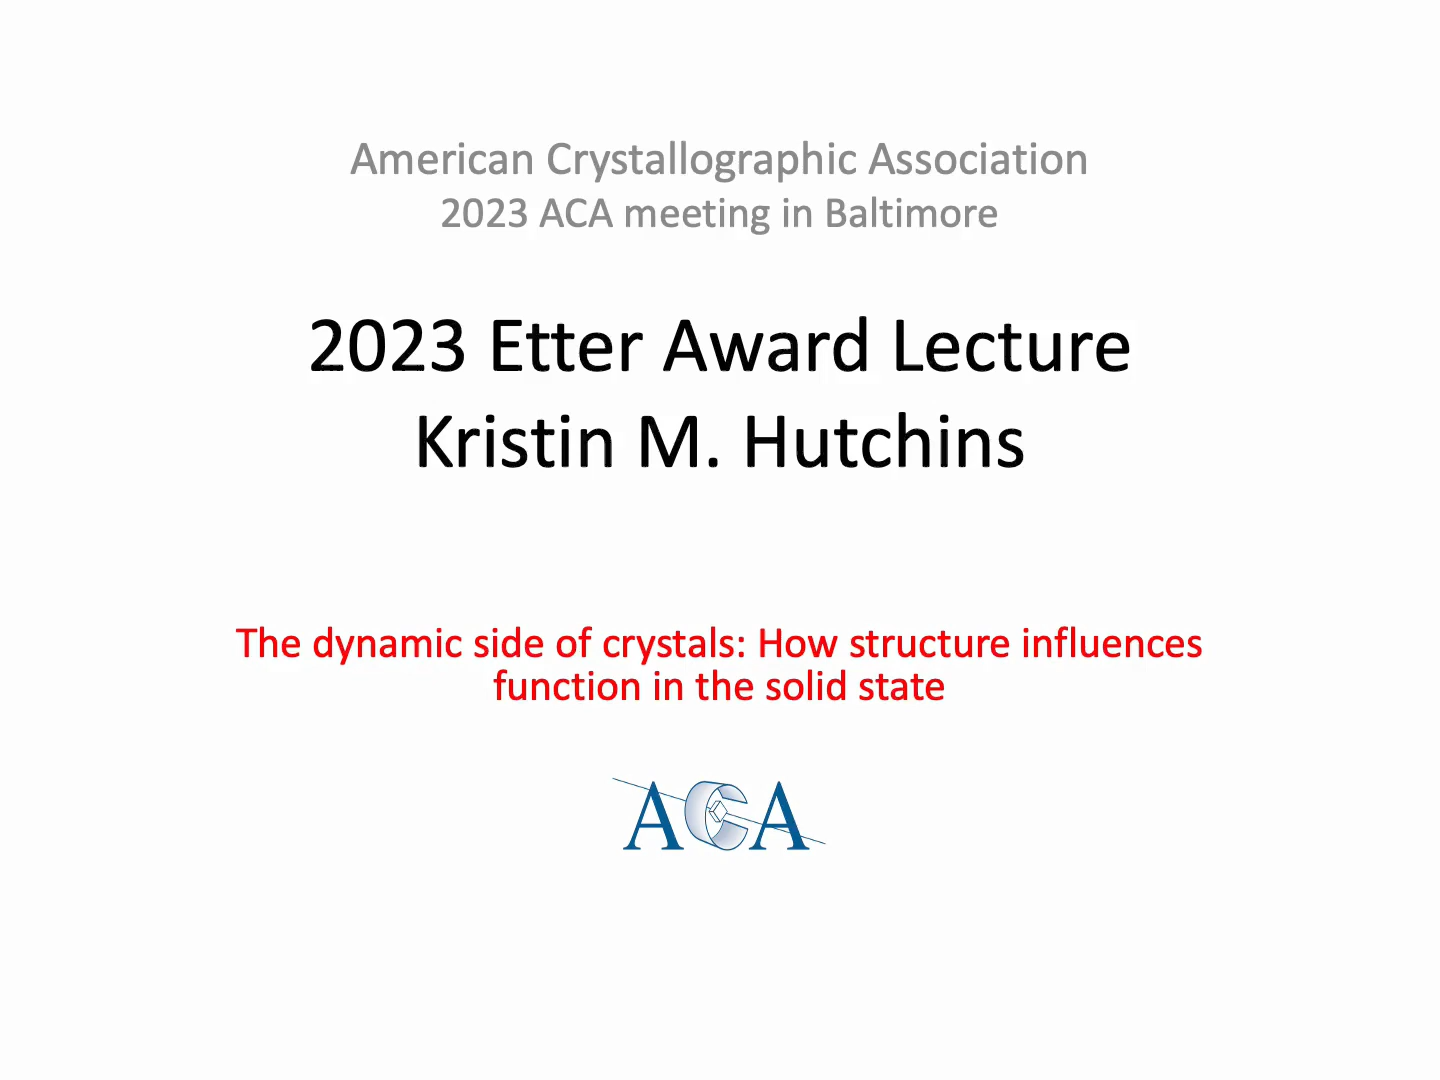 American Crystallographic Association
2023 ACA meeting in Baltimore
2023 Etter Award Lecture
Kristin M. Hutchins
The dynamic side of crystals: How structure influences
function in the solid state
ACA